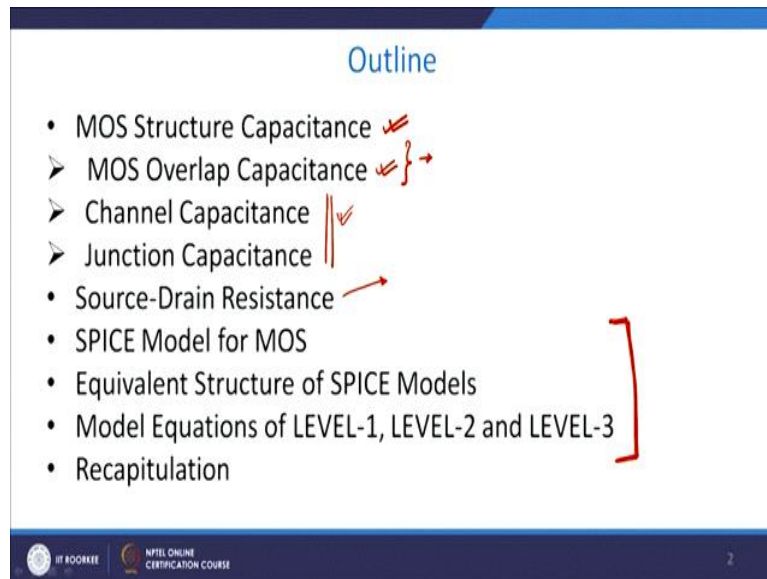 Outline
• MOS Structure Capacitance
➤ MOS Overlap Capacitance
➤ Channel Capacitance
➤ Junction Capacitance
• Source-Drain Resistance
• SPICE Model for MOS
• Equivalent Structure of SPICE Models
• Model Equations of LEVEL-1, LEVEL-2 and LEVEL-3
• Recapitulation
IIT ROORKEE
NPTEL ONLINE
CERTIFICATION COURSE
2